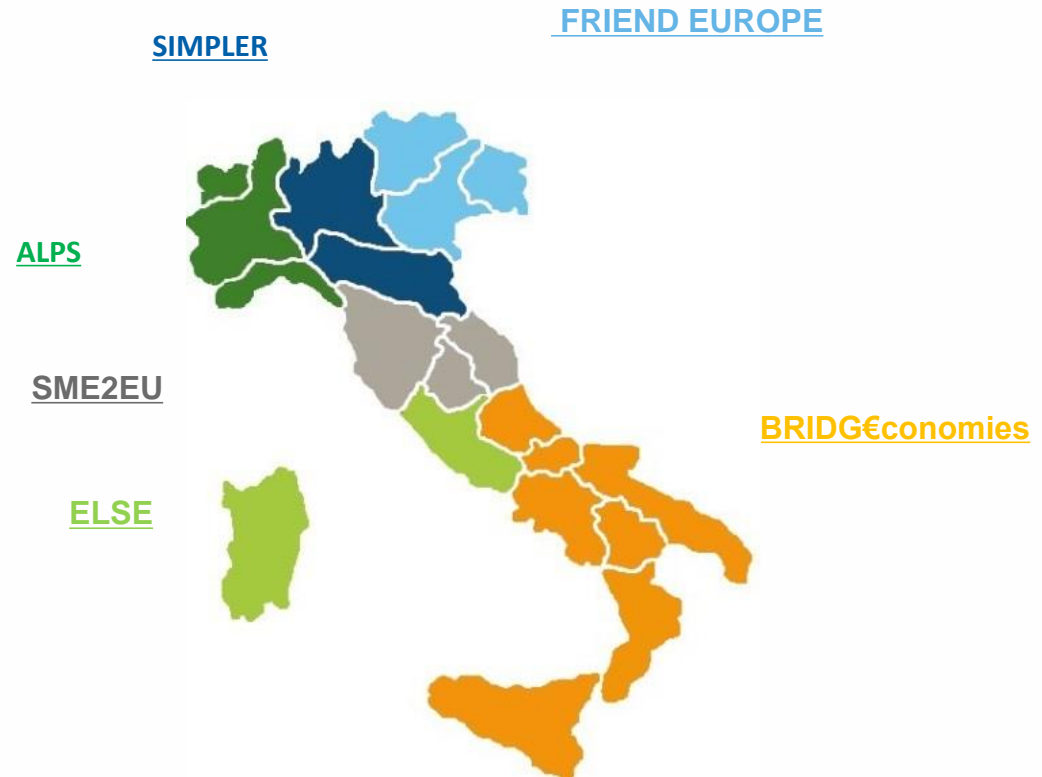 FRIEND EUROPE
SIMPLER
ALPS
SME2EU
BRIDG€conomies
ELSE